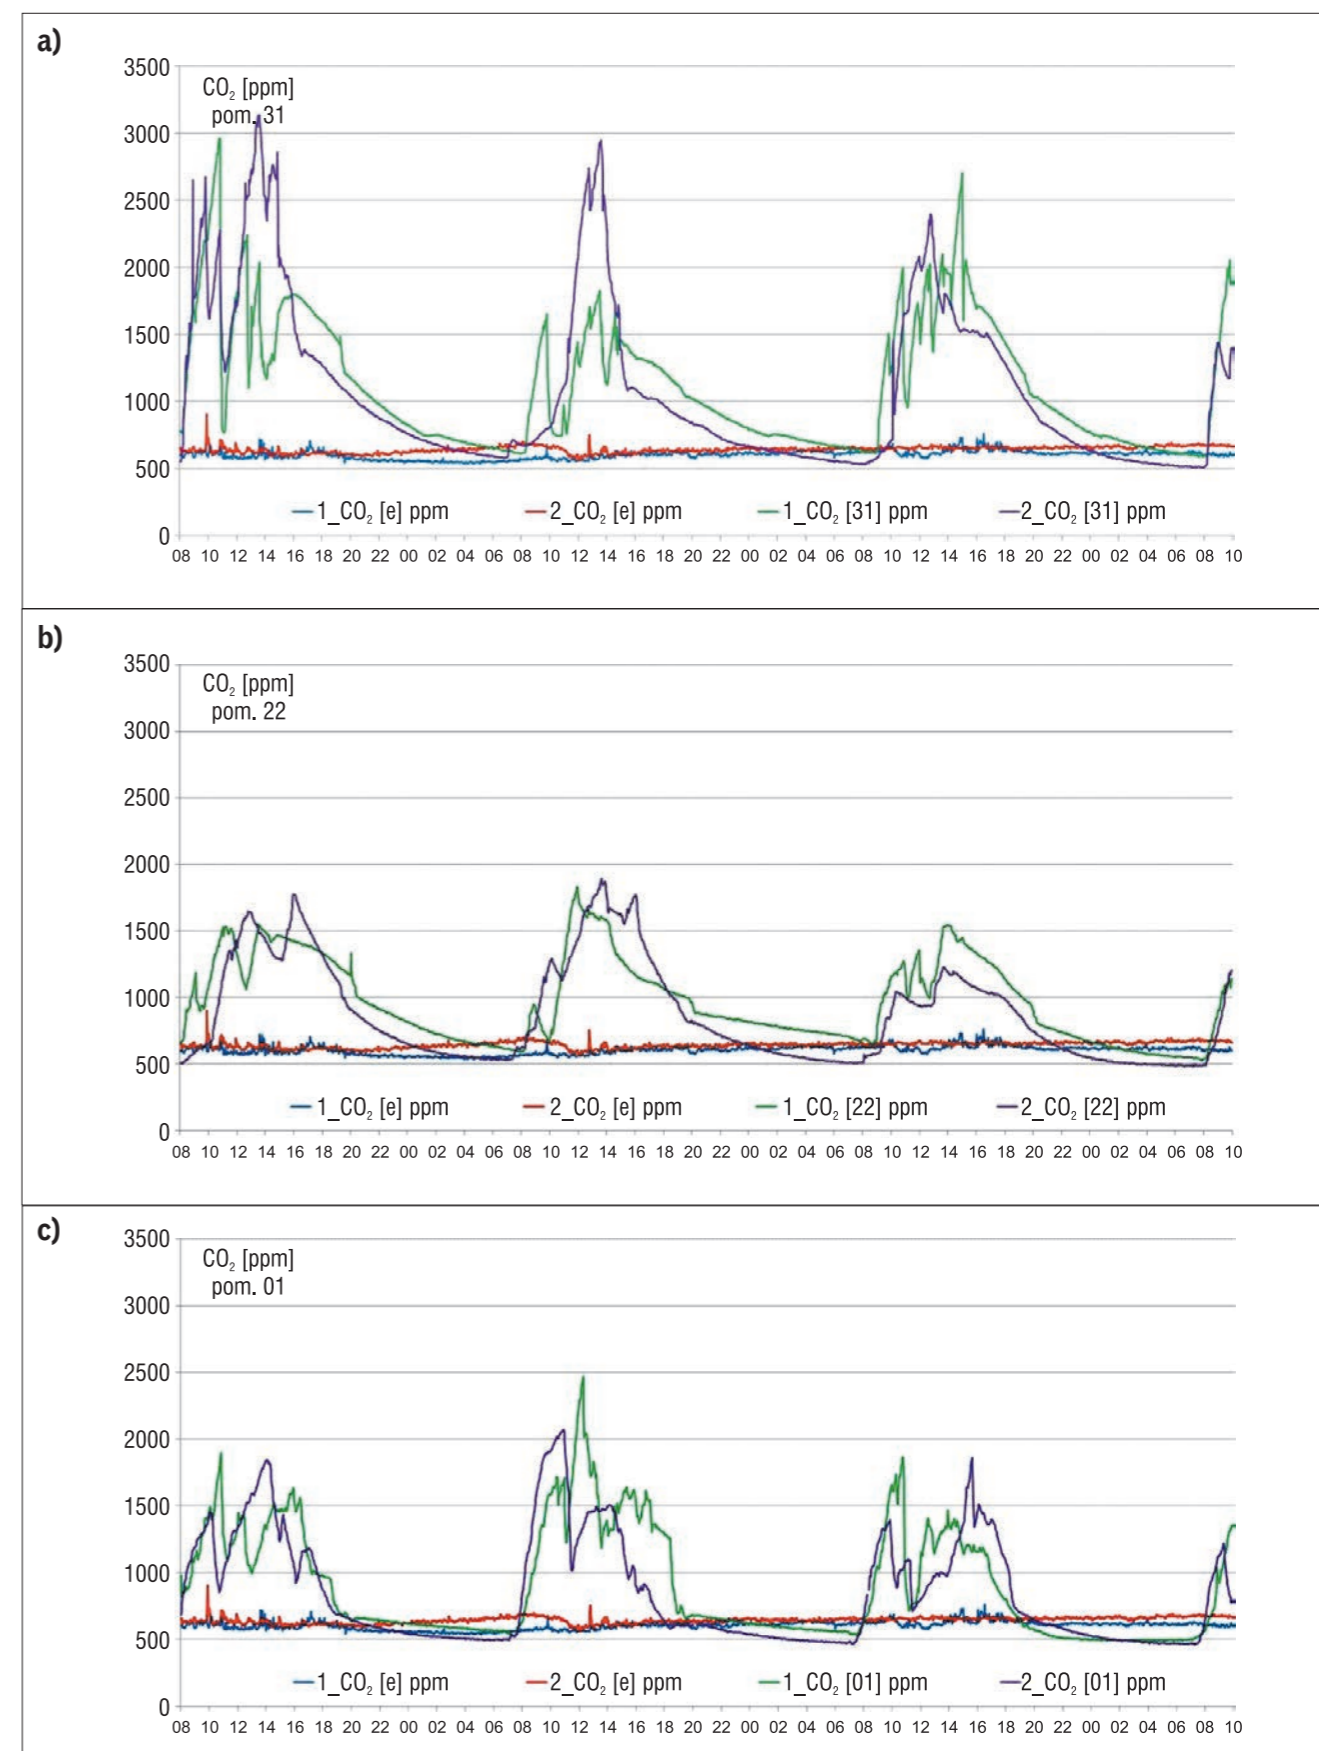 a)
CO₂ [ppm]
pom. 31
3500
3000
2500
2000
1500
1000
500
0
1_CO₂ [e] ppm 2_CO₂ [e] ppm 1_CO₂ [31] ppm 2_CO₂ [31] ppm
08 10 12 14 16 18 20 22 00 02 04 06 08 10 12 14 16 18 20 22 00 02 04 06 08 10 12 14 16 18 20 22 00 02 04 06 08 10
b)
CO₂ [ppm]
pom. 22
3500
3000
2500
2000
1500
1000
500
0
1_CO₂ [e] ppm 2_CO₂ [e] ppm 1_CO₂ [22] ppm 2_CO₂ [22] ppm
08 10 12 14 16 18 20 22 00 02 04 06 08 10 12 14 16 18 20 22 00 02 04 06 08 10 12 14 16 18 20 22 00 02 04 06 08 10
c)
CO₂ [ppm]
pom. 01
3500
3000
2500
2000
1500
1000
500
0
1_CO₂ [e] ppm 2_CO₂ [e] ppm 1_CO₂ [01] ppm 2_CO₂ [01] ppm
08 10 12 14 16 18 20 22 00 02 04 06 08 10 12 14 16 18 20 22 00 02 04 06 08 10 12 14 16 18 20 22 00 02 04 06 08 10